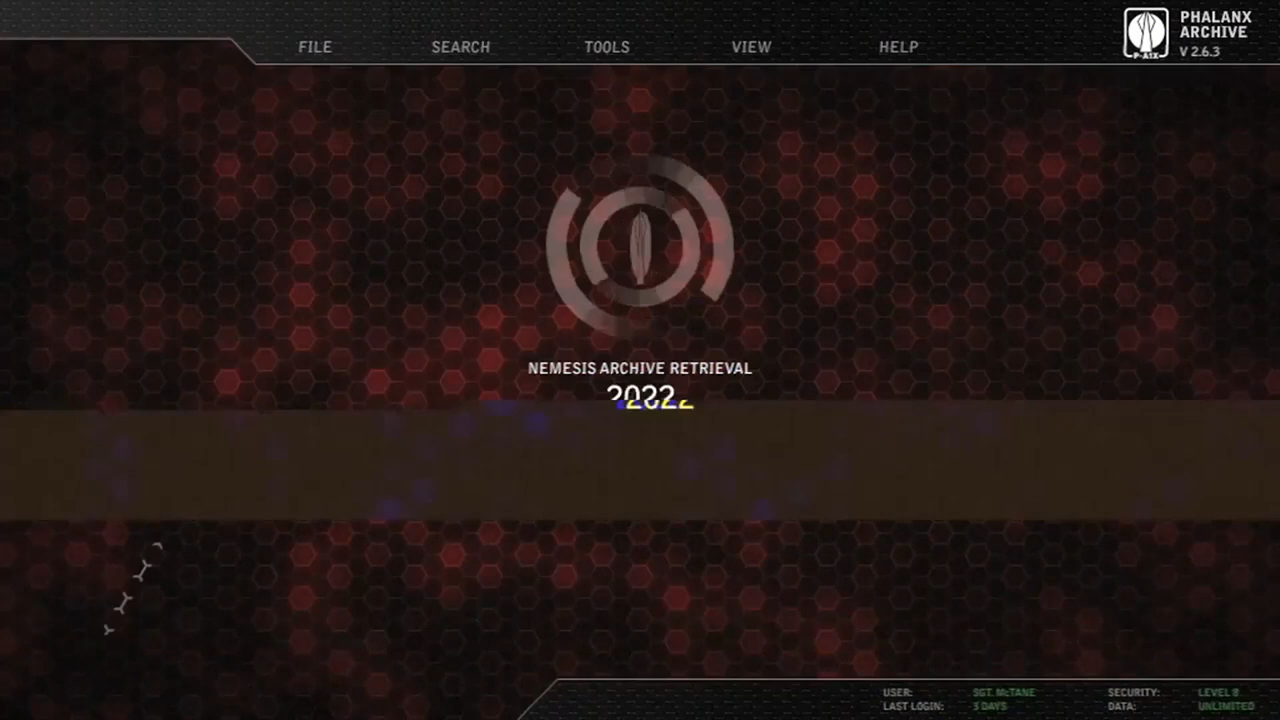 FILE SEARCH TOOLS VIEW HELP
PHALANX
ARCHIVE
V 2.6.3
NEMESIS ARCHIVE RETRIEVAL
2022
USER: SGT. McTANE SECURITY: LEVEL 8
LAST LOGIN: 3 DAYS DATA: UNLIMITED